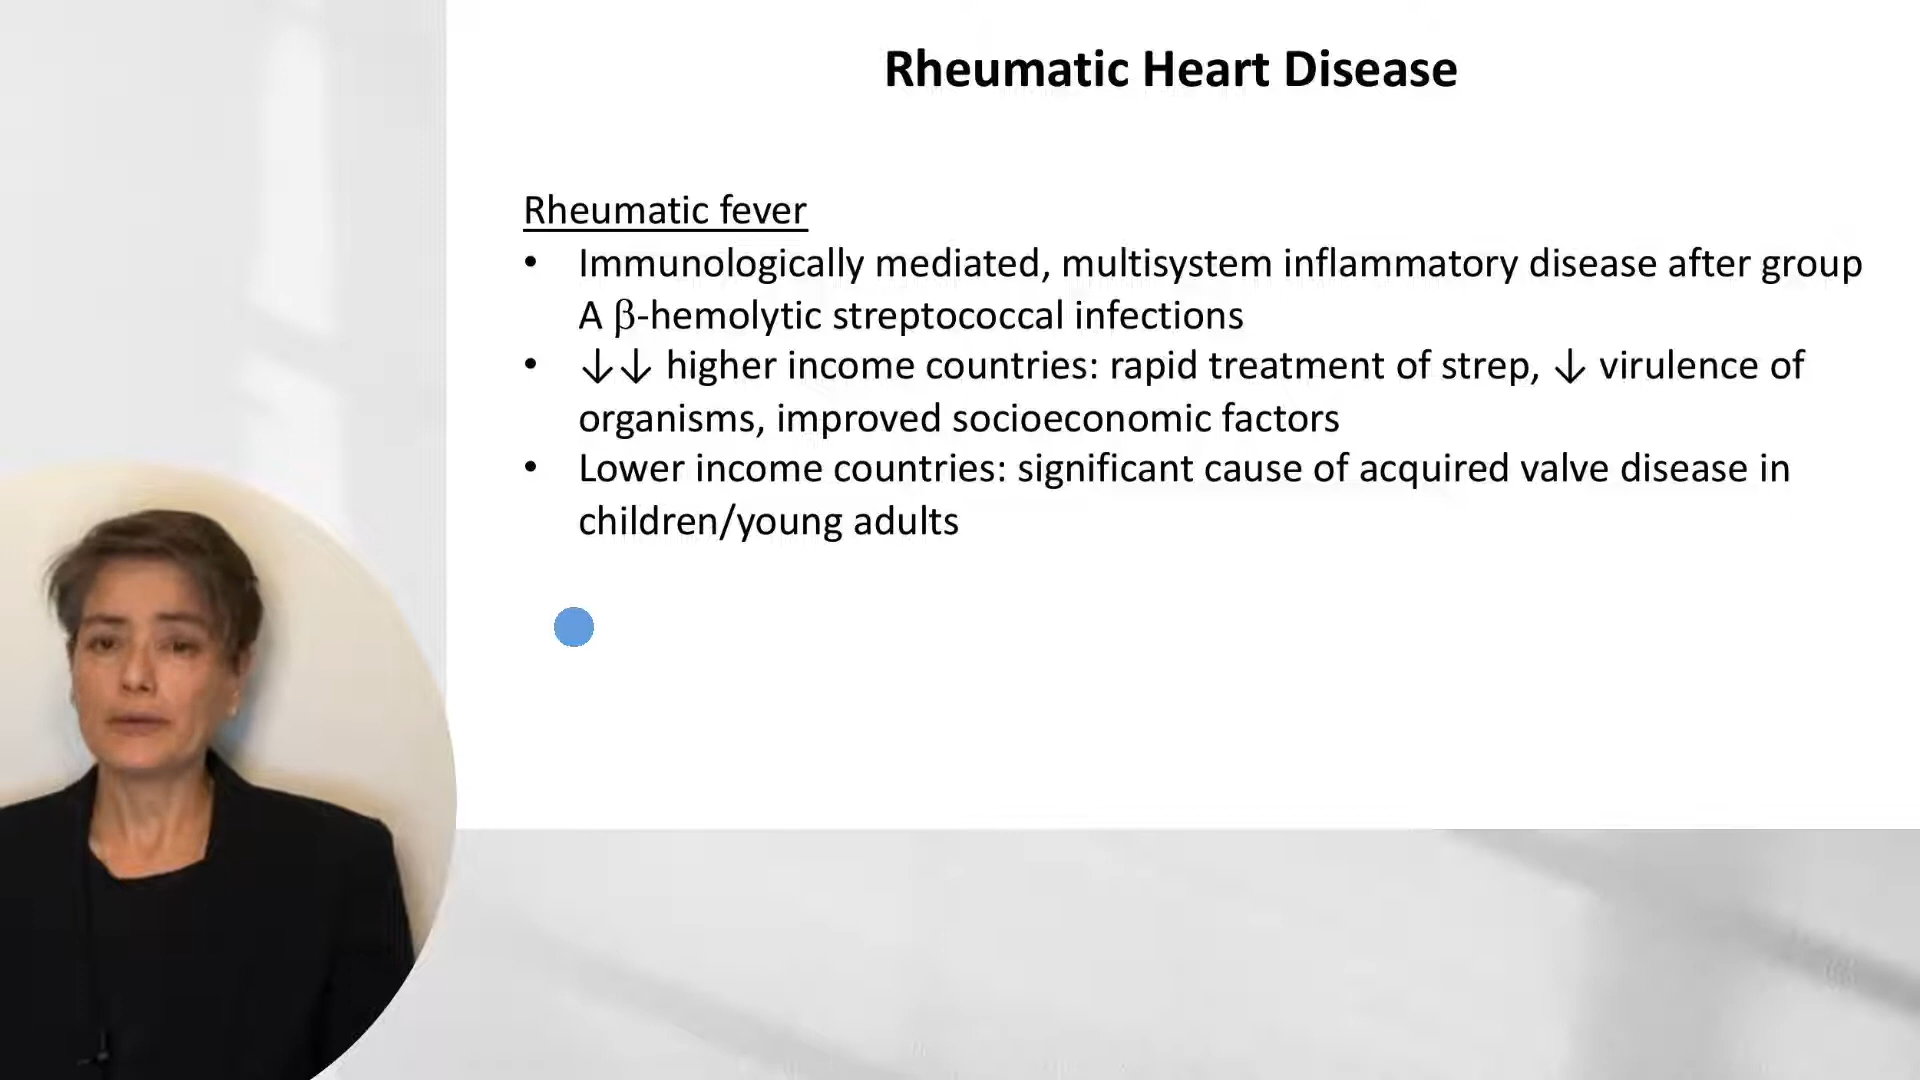 Rheumatic Heart Disease
Rheumatic fever
• Immunologically mediated, multisystem inflammatory disease after group
A β-hemolytic streptococcal infections
• ↓↓ higher income countries: rapid treatment of strep, ↓ virulence of
organisms, improved socioeconomic factors
• Lower income countries: significant cause of acquired valve disease in
children/young adults